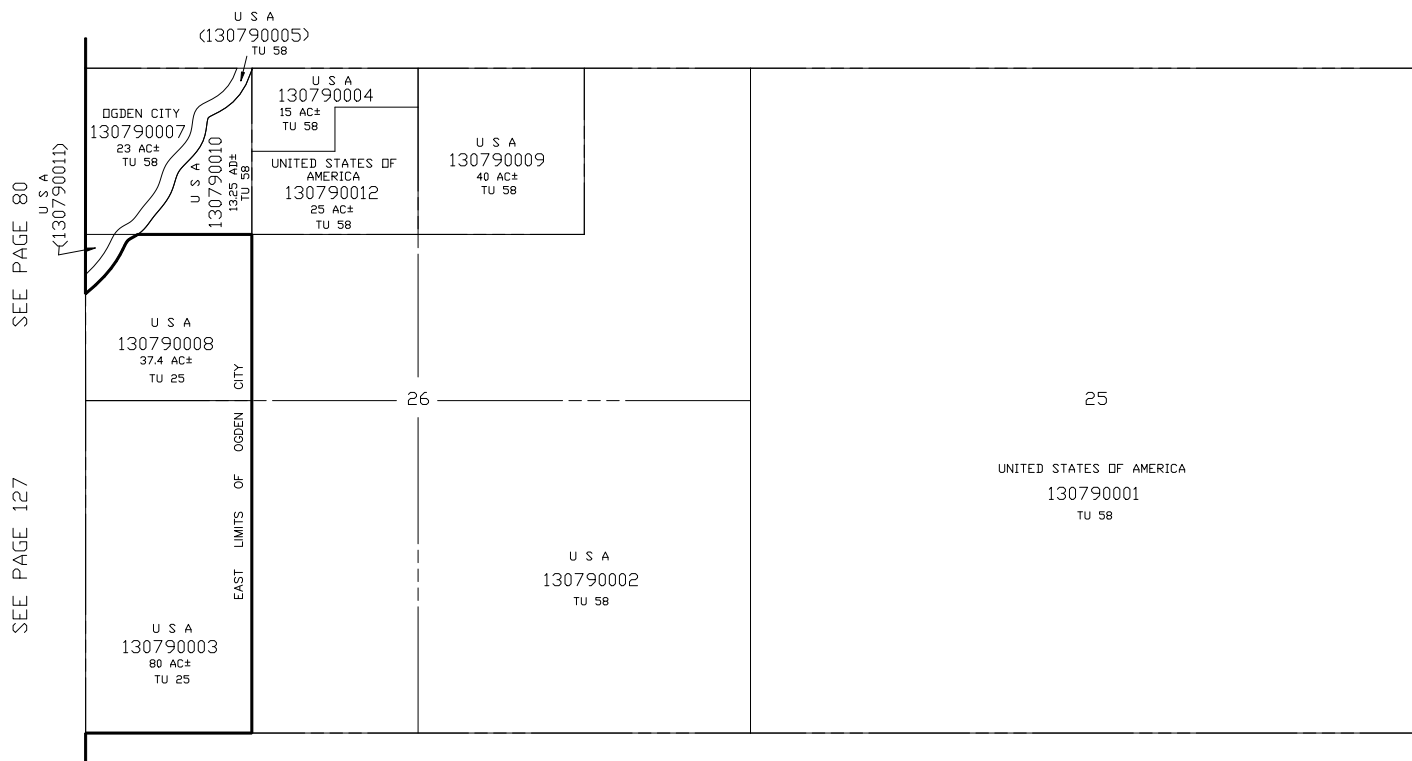 U S A
(130790005)
TU 58
OGDEN CITY
130790007
23 AC±
TU 58
U S A
130790010
13.25 AD±
TU 58
U S A
130790004
15 AC±
TU 58
UNITED STATES OF
AMERICA
130790012
25 AC±
TU 58
U S A
130790009
40 AC±
TU 58
U S A
(130790011)
SEE PAGE 80
U S A
130790008
37.4 AC±
TU 25
EAST LIMITS OF OGDEN CITY
26
25
UNITED STATES OF AMERICA
130790001
TU 58
SEE PAGE 127
U S A
130790002
TU 58
U S A
130790003
80 AC±
TU 25